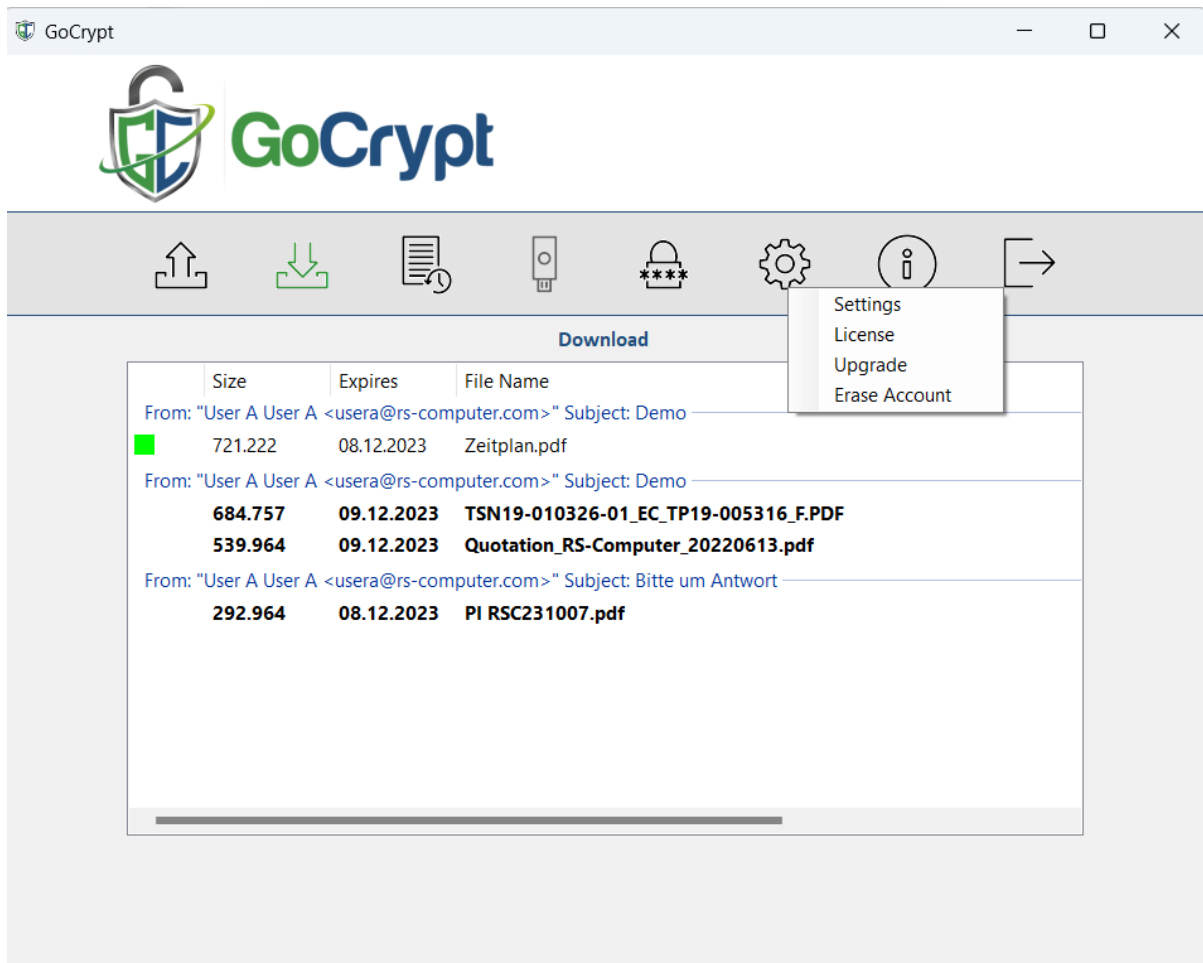 GoCrypt
GoCrypt
****
Settings
License
Upgrade
Erase Account
Download
Size Expires File Name
From: "User A User A <usera@rs-computer.com>" Subject: Demo
721.222 08.12.2023 Zeitplan.pdf
From: "User A User A <usera@rs-computer.com>" Subject: Demo
684.757 09.12.2023 TSN19-010326-01_EC_TP19-005316_F.PDF
539.964 09.12.2023 Quotation_RS-Computer_20220613.pdf
From: "User A User A <usera@rs-computer.com>" Subject: Bitte um Antwort
292.964 08.12.2023 PI RSC231007.pdf